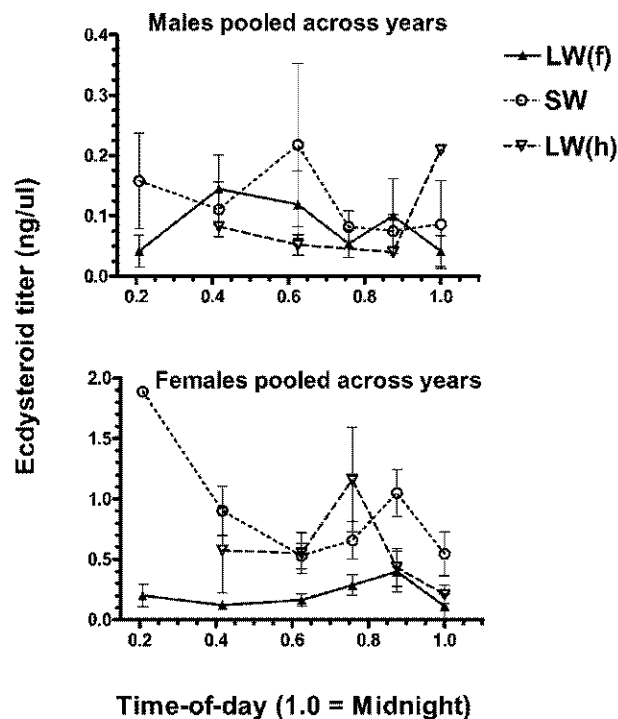 Males pooled across years
0.4
0.3
0.2
0.1
0.0
0.2 0.4 0.6 0.8 1.0
LW(f)
SW
LW(h)
Ecdysteroid titer (ng/ul)
Females pooled across years
2.0
1.5
1.0
0.5
0.0
0.2 0.4 0.6 0.8 1.0
Time-of-day (1.0 = Midnight)